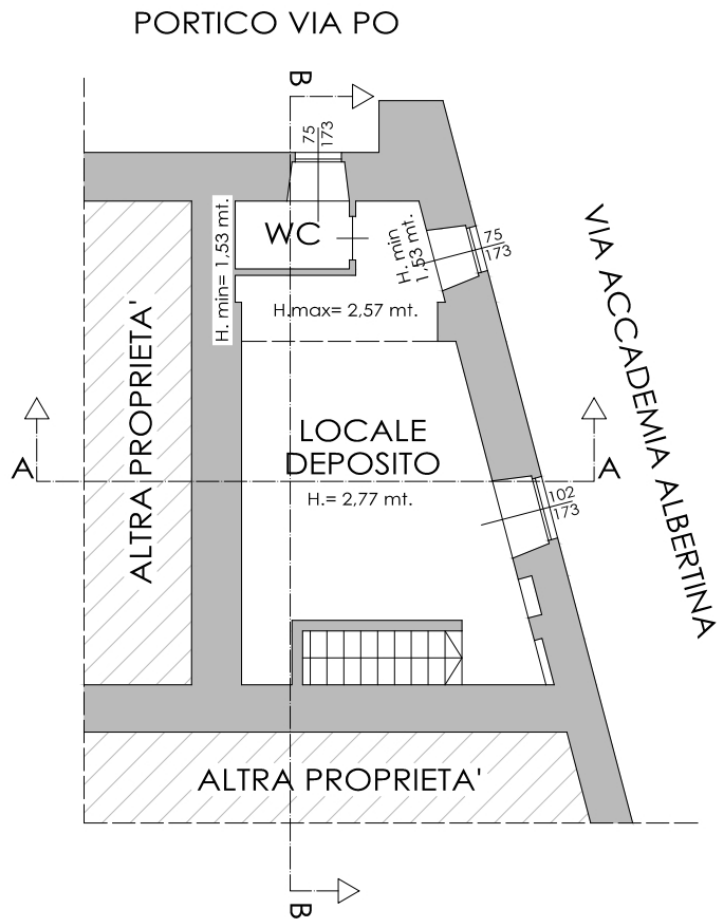 PORTICO VIA PO
B
75
173
WC
H. min= 1,53 mt.
H. min
1,53 mt.
75
173
H.max= 2,57 mt.
VIA ACCADEMIA ALBERTINA
ALTRA PROPRIETA'
A
LOCALE
DEPOSITO
H.= 2,77 mt.
A
102
173
ALTRA PROPRIETA'
B